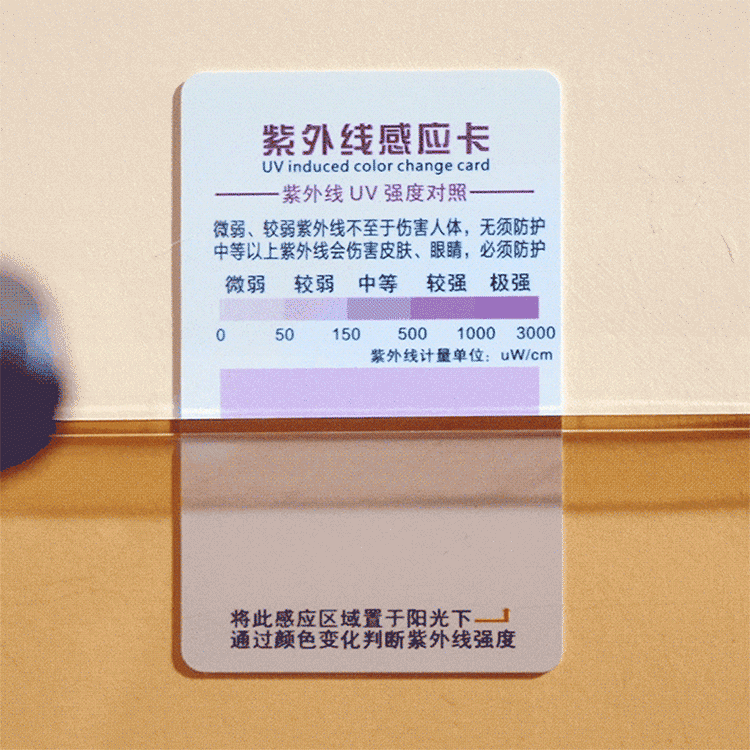 紫外线感应卡
UV induced color change card
紫外线 UV 强度对照
微弱、较弱紫外线不至于伤害人体，无须防护
中等以上紫外线会伤害皮肤、眼睛，必须防护
微弱 较弱 中等 较强 极强
0 50 150 500 1000 3000
紫外线计量单位：uW/cm
将此感应区域置于阳光下
通过颜色变化判断紫外线强度